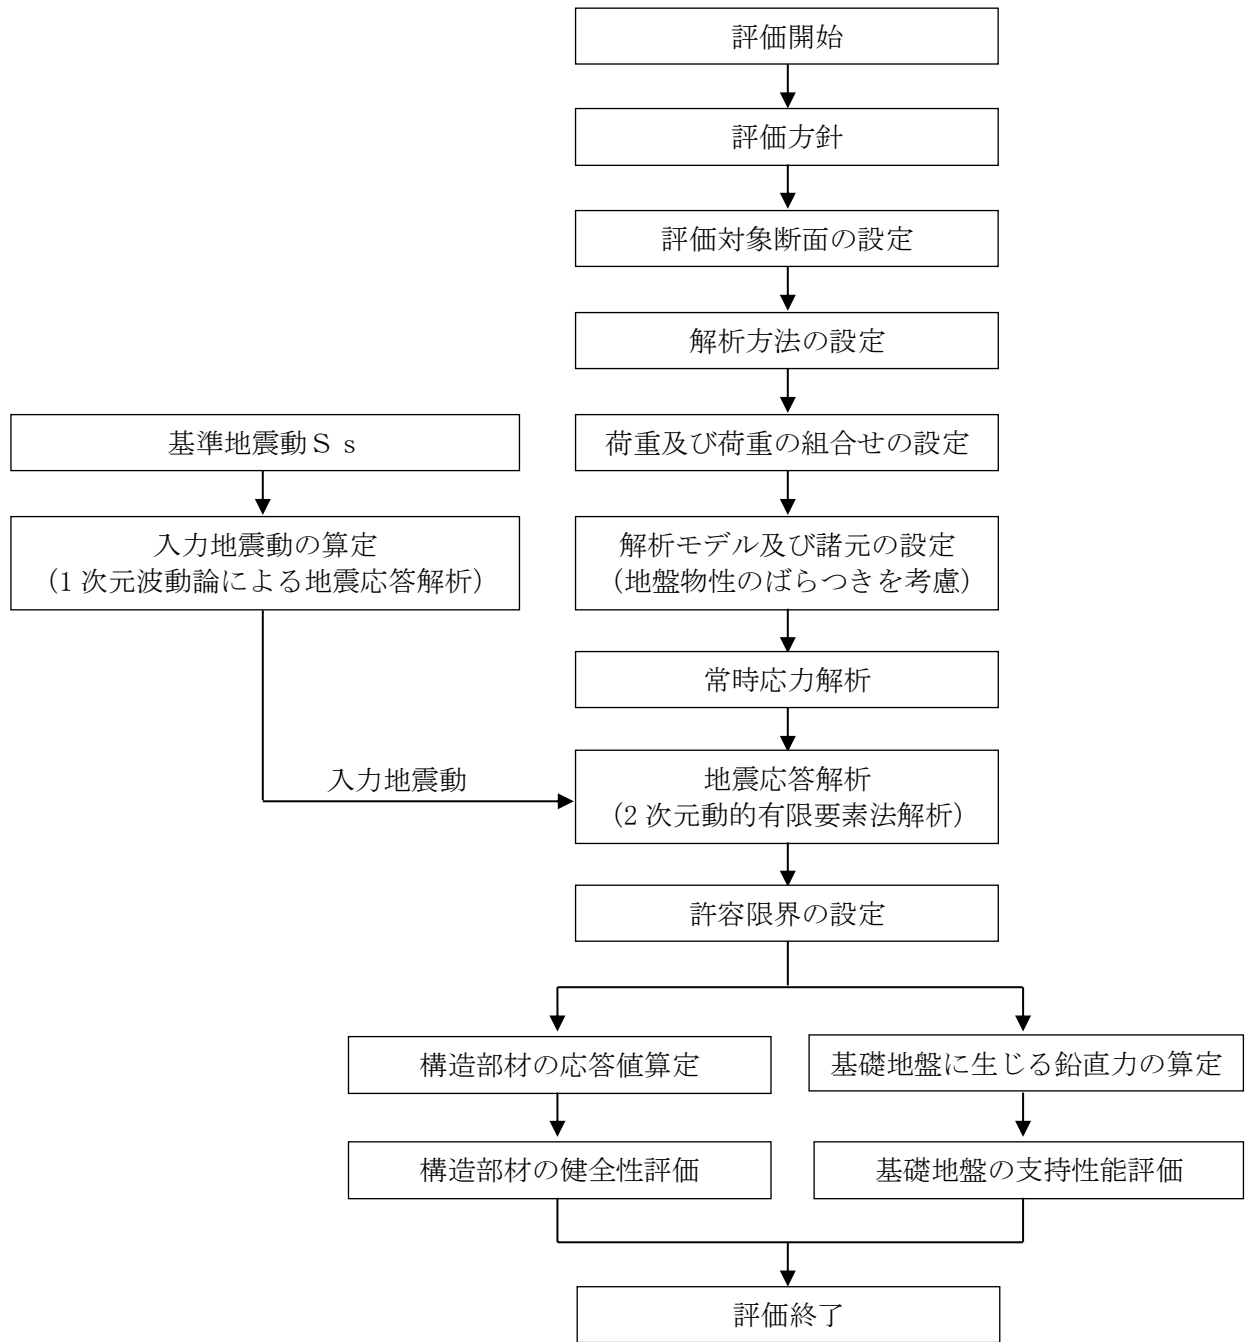 評価開始
評価方針
評価対象断面の設定
解析方法の設定
基準地震動Ｓｓ
荷重及び荷重の組合せの設定
入力地震動の算定
（1次元波動論による地震応答解析）
解析モデル及び諸元の設定
（地盤物性のばらつきを考慮）
常時応力解析
入力地震動
地震応答解析
（2次元動的有限要素法解析）
許容限界の設定
構造部材の応答値算定
基礎地盤に生じる鉛直力の算定
構造部材の健全性評価
基礎地盤の支持性能評価
評価終了